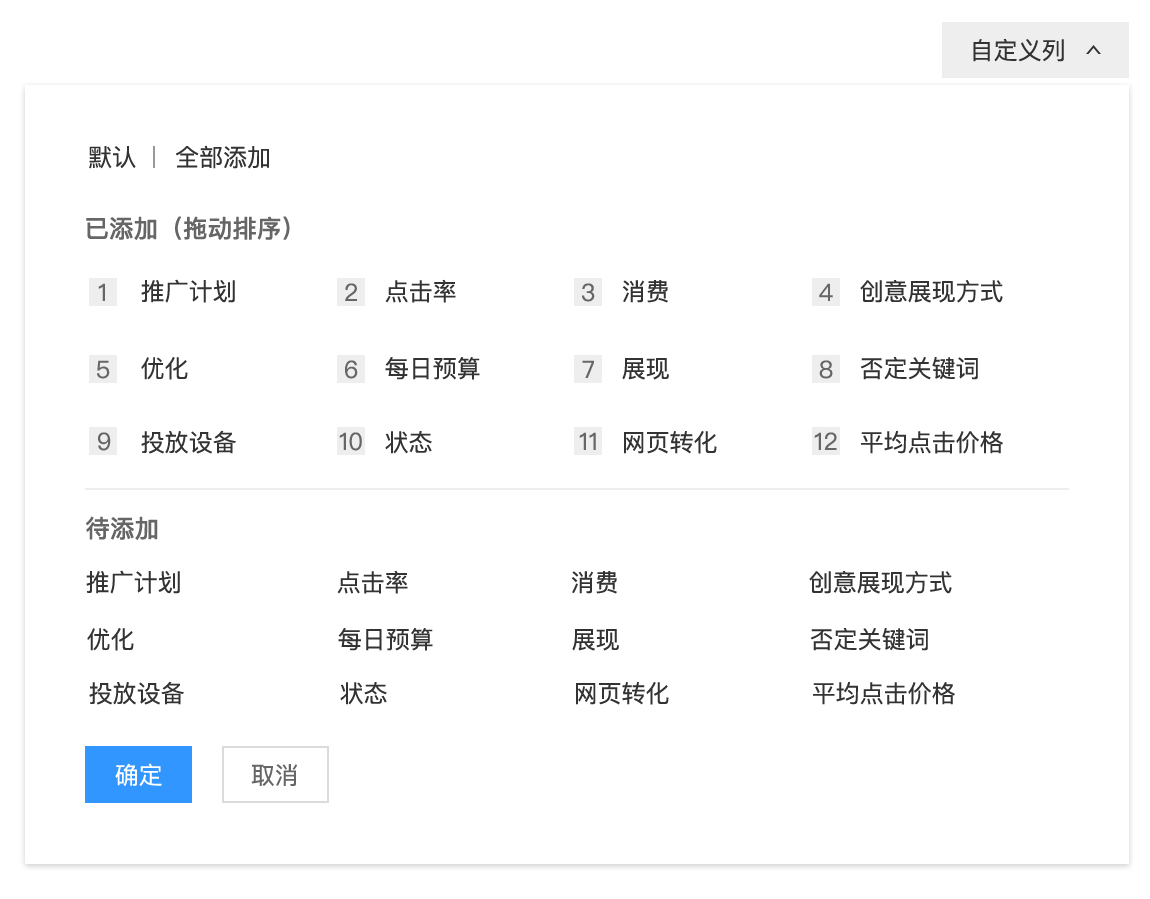 自定义列
默认 | 全部添加
已添加（拖动排序）
1 推广计划 2 点击率 3 消费 4 创意展现方式
5 优化 6 每日预算 7 展现 8 否定关键词
9 投放设备 10 状态 11 网页转化 12 平均点击价格
待添加
推广计划 点击率 消费 创意展现方式
优化 每日预算 展现 否定关键词
投放设备 状态 网页转化 平均点击价格
确定 取消